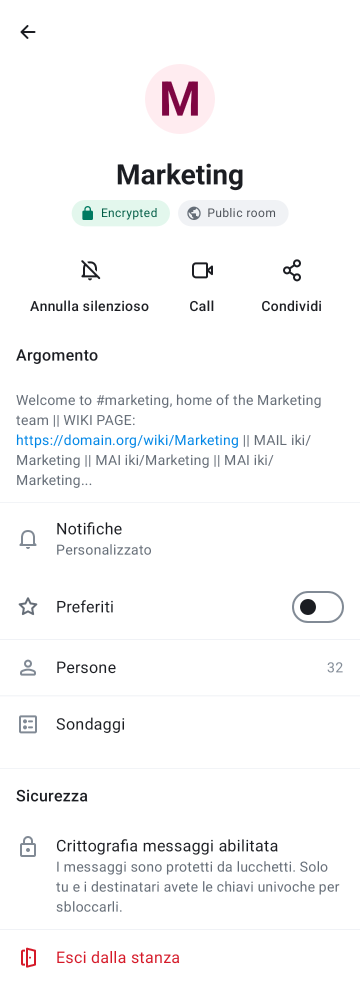 M
Marketing
Encrypted
Public room
Annulla silenzioso
Call
Condividi
Argomento
Welcome to #marketing, home of the Marketing
team || WIKI PAGE:
https://domain.org/wiki/Marketing || MAIL iki/
Marketing || MAI iki/Marketing || MAI iki/
Marketing...
Notifiche
Personalizzato
Preferiti
Persone
32
Sondaggi
Sicurezza
Crittografia messaggi abilitata
I messaggi sono protetti da lucchetti. Solo
tu e i destinatari avete le chiavi univoche per
sbloccarli.
Esci dalla stanza